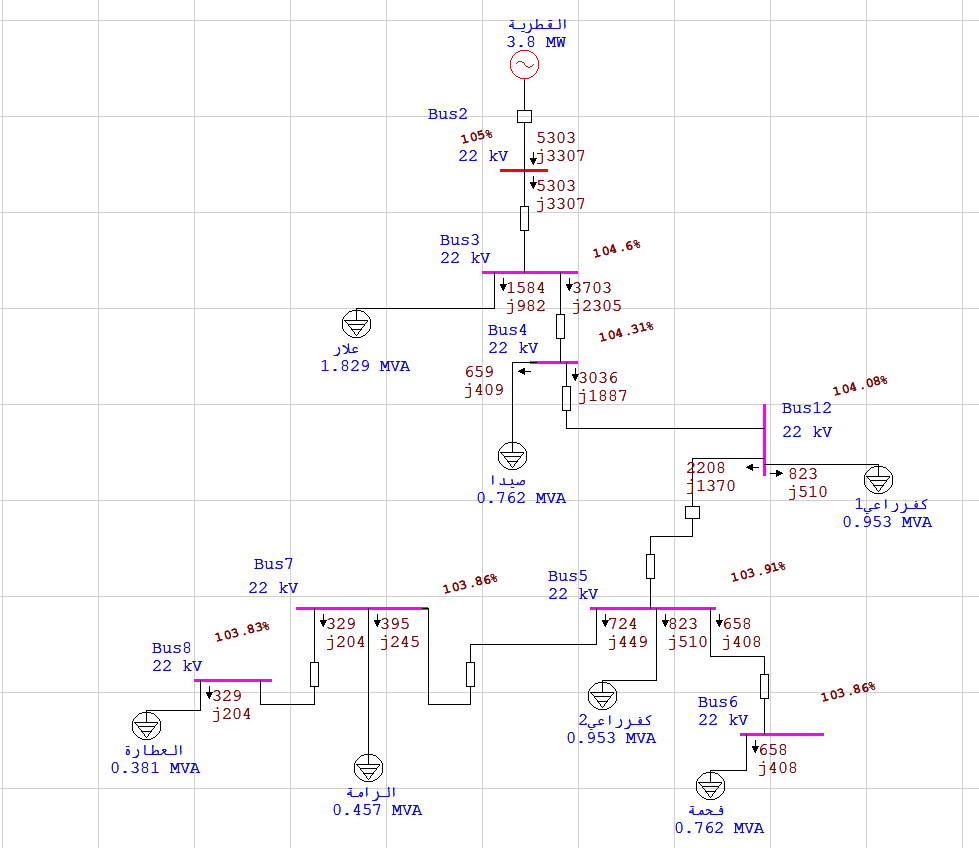 القطرية
3.8 MW
Bus2
105%
22 kV
5303
j3307
5303
j3307
Bus3
22 kV
104.6%
1584
j982
3703
j2305
علار
1.829 MVA
Bus4
22 kV
104.31%
659
j409
3036
j1887
صيدا
0.762 MVA
104.08%
Bus12
22 kV
2208
j1370
823
j510
كفرراعي1
0.953 MVA
Bus7
22 kV
103.86%
Bus5
22 kV
103.91%
329
j204
395
j245
724
j449
823
j510
658
j408
103.83%
Bus8
22 kV
329
j204
العطارة
0.381 MVA
الرامة
0.457 MVA
كفرراعي2
0.953 MVA
103.86%
Bus6
22 kV
658
j408
فحمة
0.762 MVA